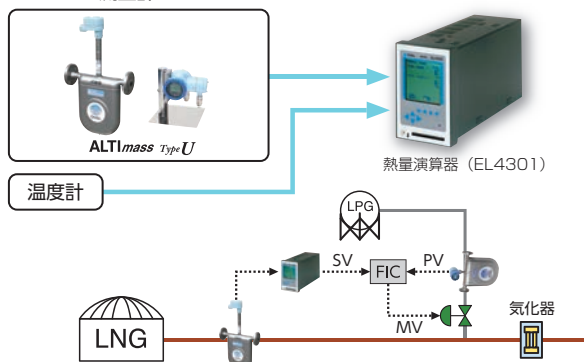 ALTImass Type U
熱量演算器（EL4301）
温度計
LPG
SV
FIC
PV
MV
気化器
LNG